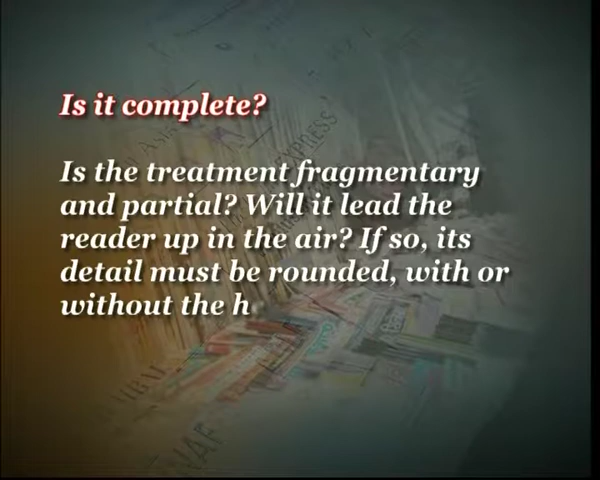 Is it complete?
Is the treatment fragmentary
and partial? Will it lead the
reader up in the air? If so, its
detail must be rounded, with or
without the h
EXPRESS